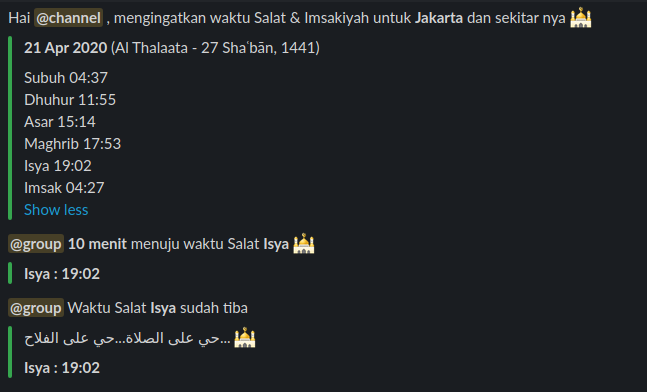 Hai @channel , mengingatkan waktu Salat & Imsakiyah untuk Jakarta dan sekitar nya 🕌
21 Apr 2020 (Al Thalaata - 27 Shaʿbān, 1441)
Subuh 04:37
Dhuhur 11:55
Asar 15:14
Maghrib 17:53
Isya 19:02
Imsak 04:27
Show less
@group 10 menit menuju waktu Salat Isya 🕌
Isya : 19:02
@group Waktu Salat Isya sudah tiba
حي على الصلاة...حي على الفلاح... 🕌
Isya : 19:02